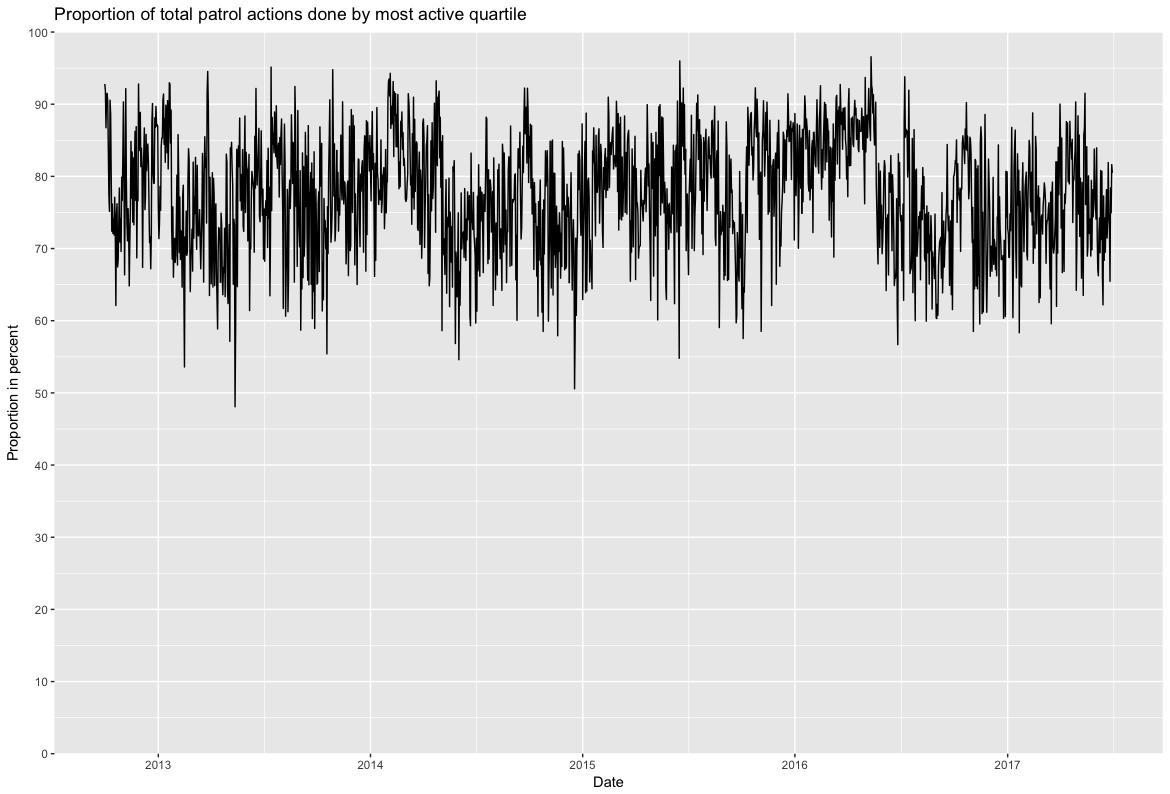 Proportion of total patrol actions done by most active quartile
100
90
80
70
60
50
40
30
20
10
0
Proportion in percent
2013 2014 2015 2016 2017
Date